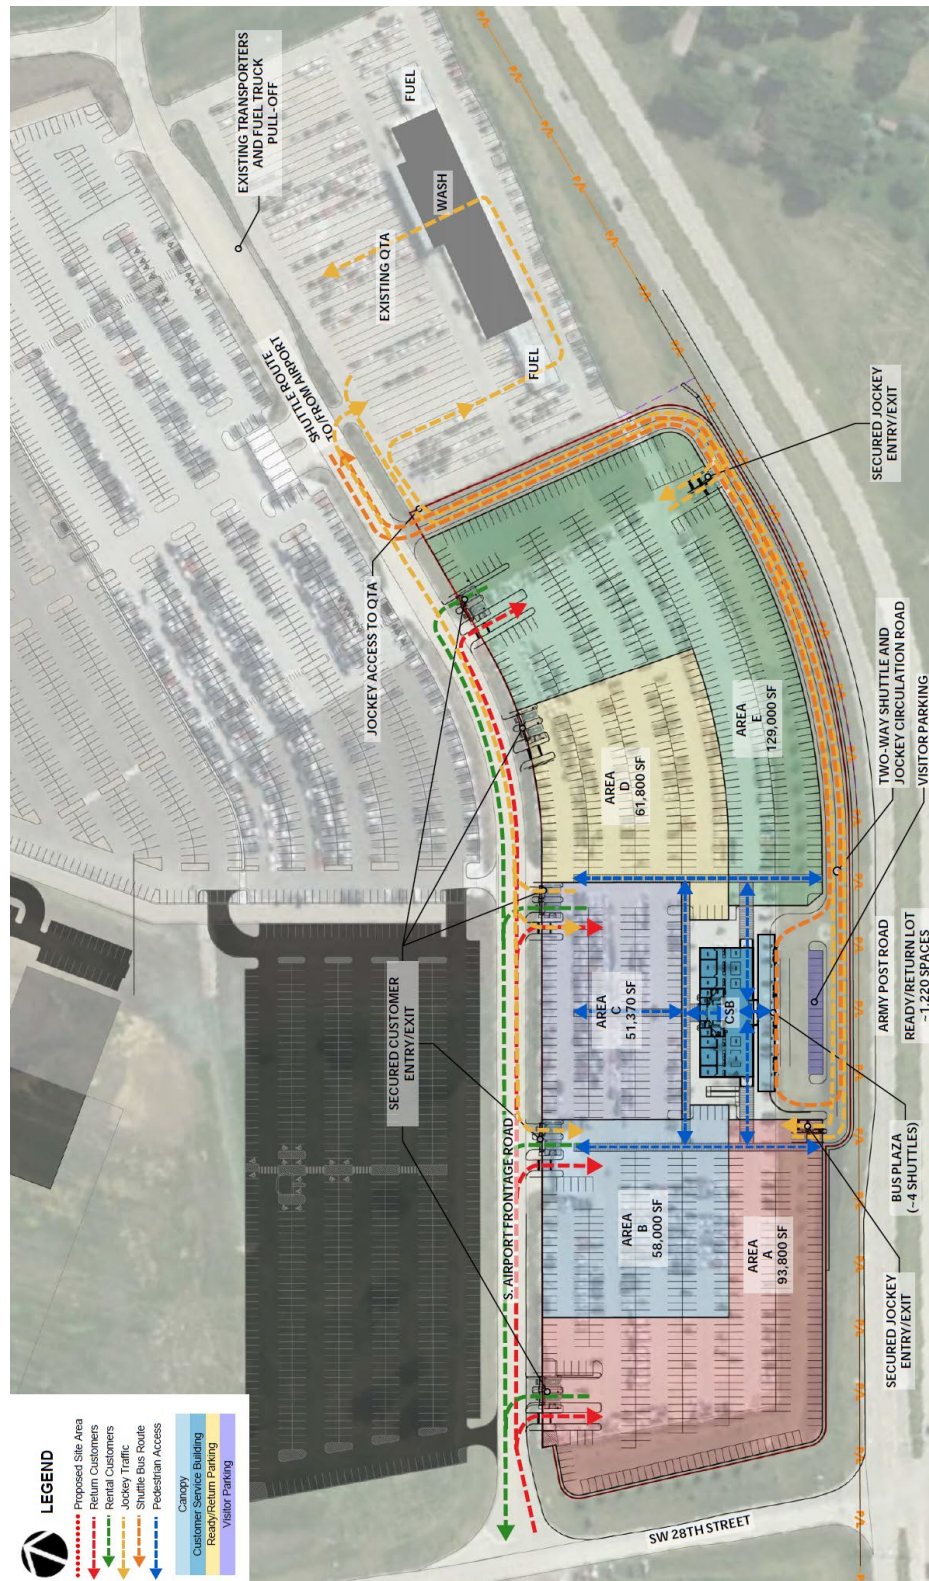 LEGEND
Proposed Site Area
Return Customers
Rental Customers
Jockey Traffic
Shuttle Bus Route
Pedestrian Access
Canopy
Customer Service Building
Ready/Return Parking
Visitor Parking
EXISTING TRANSPORTERS
AND FUEL TRUCK
PULL-OFF
FUEL
WASH
EXISTING QTA
FUEL
SHUTTLE ROUTE
TO/FROM AIRPORT
JOCKEY ACCESS TO QTA
SECURED CUSTOMER
ENTRY/EXIT
S. AIRPORT FRONTAGE ROAD
SW 28TH STREET
AREA
A
93,800 SF
AREA
B
58,000 SF
AREA
C
51,370 SF
AREA
D
61,800 SF
AREA
E
129,000 SF
CSB
SECURED JOCKEY
ENTRY/EXIT
BUS PLAZA
(~4 SHUTTLES)
ARMY POST ROAD
READY/RETURN LOT
~1,220 SPACES
TWO-WAY SHUTTLE AND
JOCKEY CIRCULATION ROAD
VISITOR PARKING
SECURED JOCKEY
ENTRY/EXIT